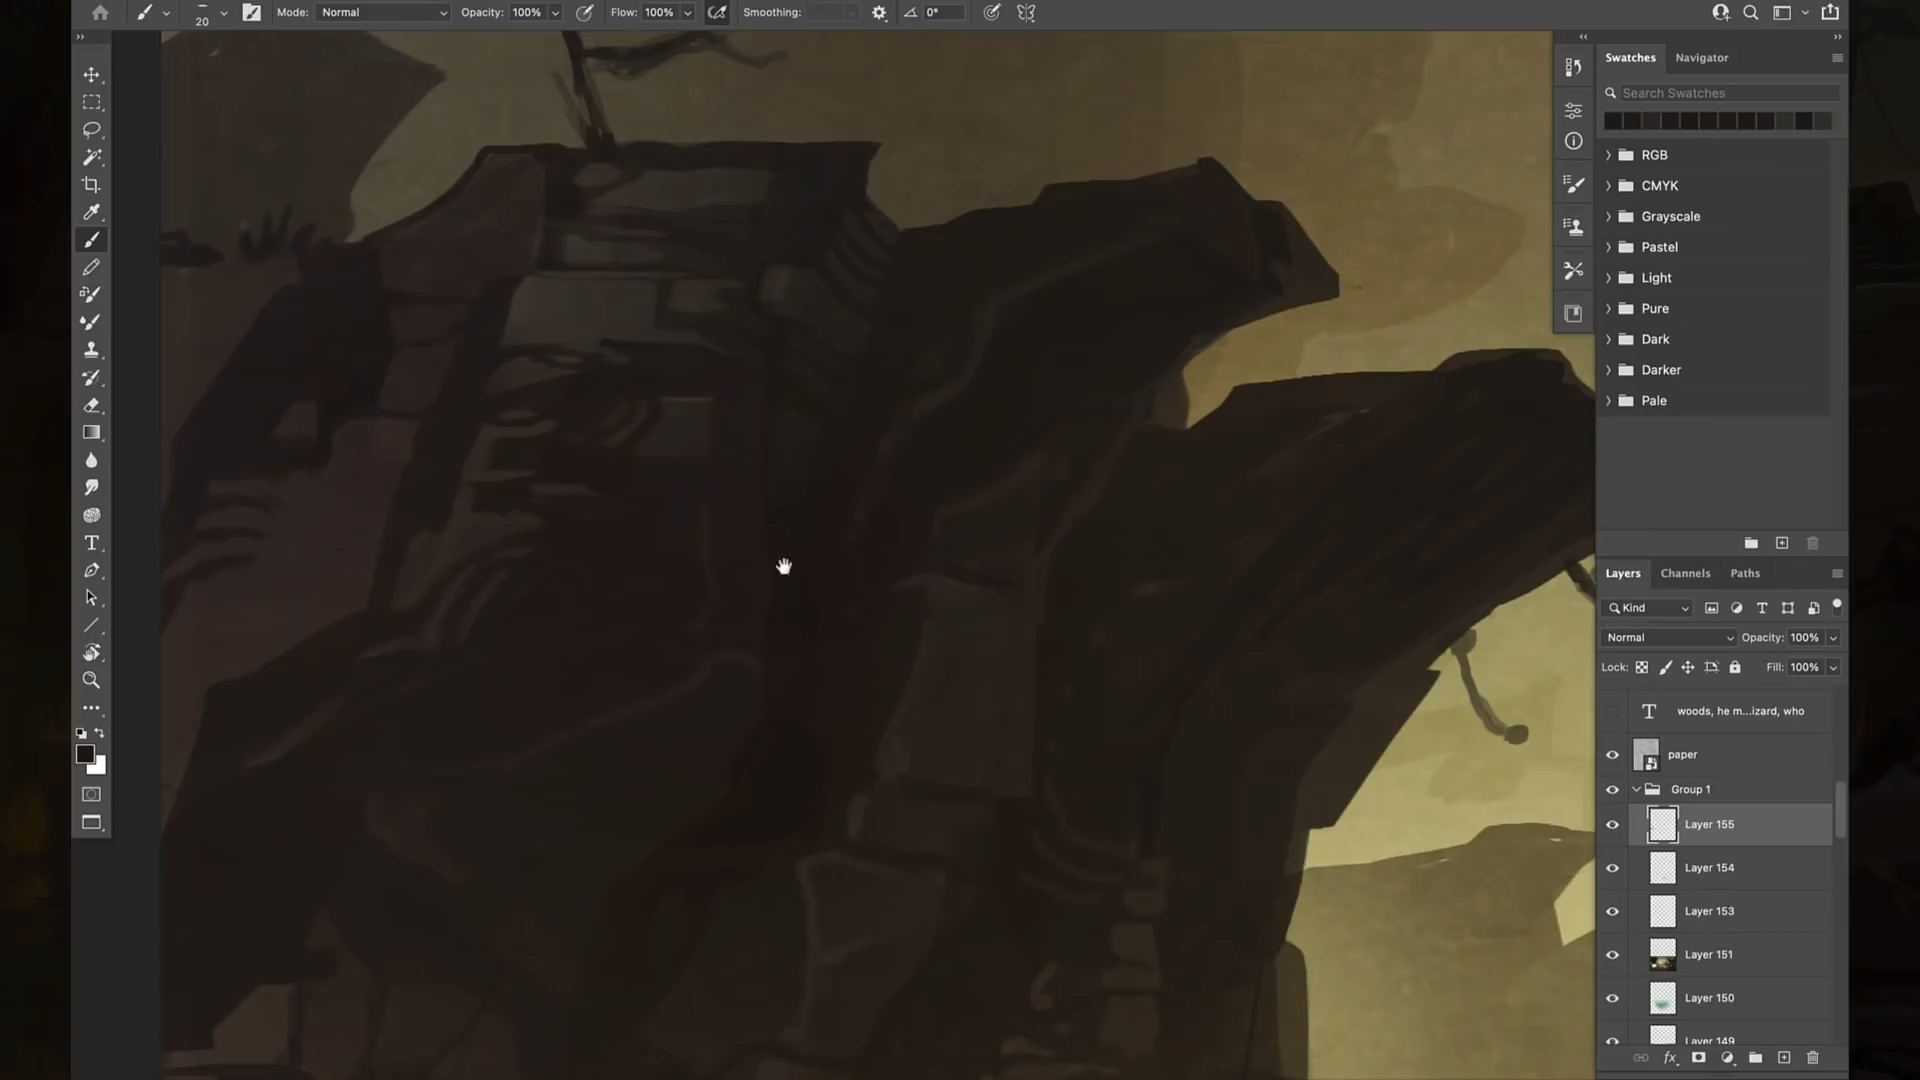 20 Mode: Normal Opacity: 100% Flow: 100% Smoothing: 0°
Swatches Navigator
Search Swatches
RGB
CMYK
Grayscale
Pastel
Light
Pure
Dark
Darker
Pale
Layers Channels Paths
Kind
Normal Opacity: 100%
Lock: Fill: 100%
T woods, he m...izard, who
paper
Group 1
Layer 155
Layer 154
Layer 153
Layer 151
Layer 150
Layer 149